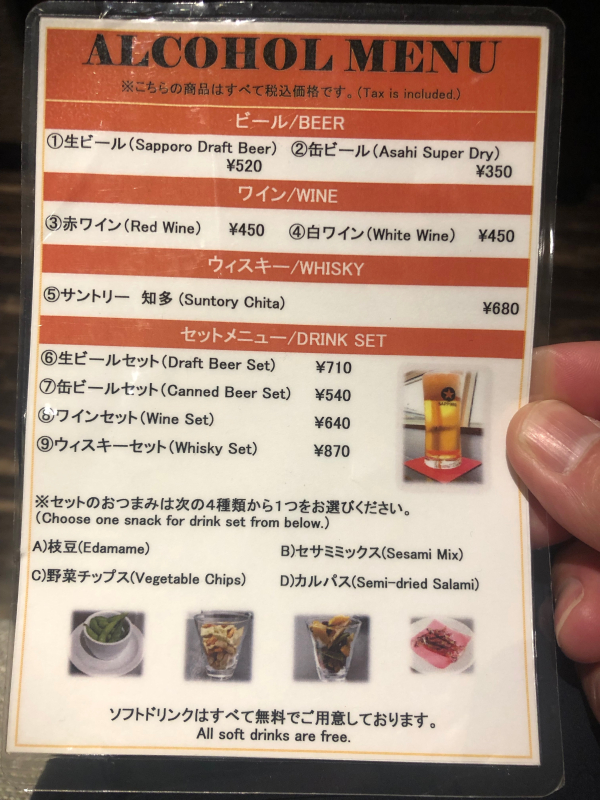 ALCOHOL MENU
※こちらの商品はすべて税込価格です。(Tax is included.)
ビール/BEER
①生ビール(Sapporo Draft Beer) ②缶ビール(Asahi Super Dry)
¥520 ¥350
ワイン/WINE
③赤ワイン(Red Wine) ¥450 ④白ワイン(White Wine) ¥450
ウィスキー/WHISKY
⑤サントリー 知多 (Suntory Chita) ¥680
セットメニュー/DRINK SET
⑥生ビールセット(Draft Beer Set) ¥710
⑦缶ビールセット(Canned Beer Set) ¥540
⑧ワインセット(Wine Set) ¥640
⑨ウィスキーセット(Whisky Set) ¥870
※セットのおつまみは次の4種類から1つをお選びください。
(Choose one snack for drink set from below.)
A)枝豆(Edamame) B)セサミミックス(Sesami Mix)
C)野菜チップス(Vegetable Chips) D)カルパス(Semi-dried Salami)
ソフトドリンクはすべて無料でご用意しております。
All soft drinks are free.